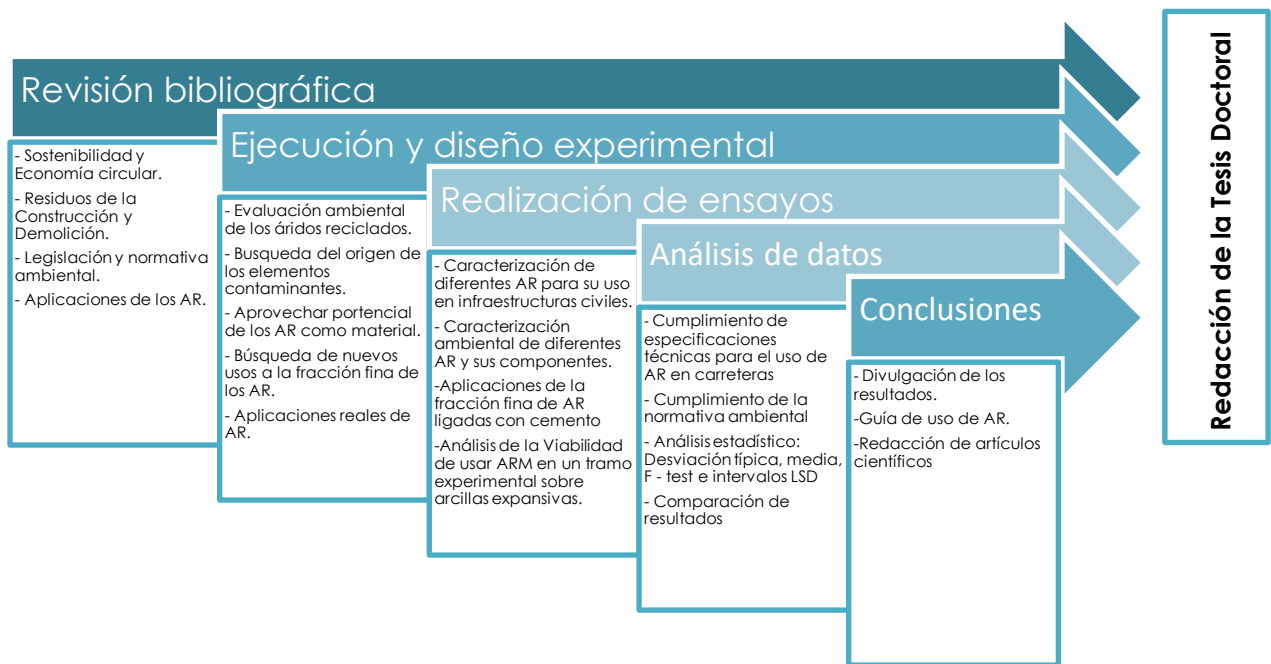 Revisión bibliográfica
- Sostenibilidad y
Economía circular.
- Residuos de la
Construcción y
Demolición.
- Legislación y normativa
ambiental.
- Aplicaciones de los AR.
Ejecución y diseño experimental
- Evaluación ambiental
de los áridos reciclados.
- Busqueda del origen de
los elementos
contaminantes.
- Aprovechar portencial
de los AR como material.
- Búsqueda de nuevos
usos a la fracción fina de
los AR.
- Aplicaciones reales de
AR.
Realización de ensayos
- Caracterización de
diferentes AR para su uso
en infraestructuras civiles.
- Caracterización
ambiental de diferentes
AR y sus componentes.
-Aplicaciones de la
fracción fina de AR
ligadas con cemento
-Análisis de la Viabilidad
de usar ARM en un tramo
experimental sobre
arcillas expansivas.
Análisis de datos
- Cumplimiento de
especificaciones
técnicas para el uso de
AR en carreteras
- Cumplimiento de la
normativa ambiental
- Análisis estadístico:
Desviación típica, media,
F - test e intervalos LSD
- Comparación de
resultados
Conclusiones
- Divulgación de los
resultados.
-Guía de uso de AR.
-Redacción de artículos
científicos
Redacción de la Tesis Doctoral